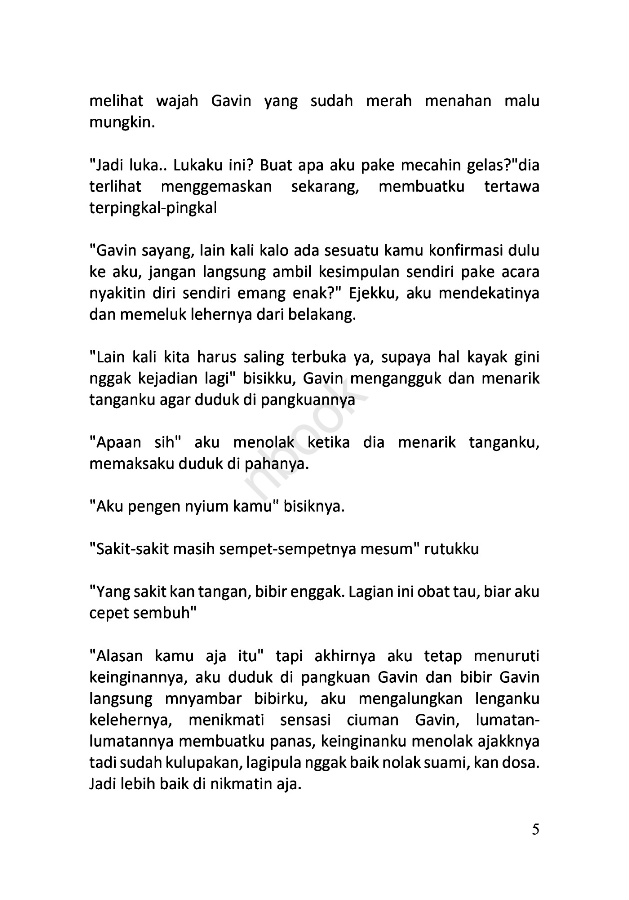 melihat wajah Gavin yang sudah merah menahan malu
mungkin.
"Jadi luka.. Lukaku ini? Buat apa aku pake mecahin gelas?"dia
terlihat menggemaskan sekarang, membuatku tertawa
terpingkal-pingkal
"Gavin sayang, lain kali kalo ada sesuatu kamu konfirmasi dulu
ke aku, jangan langsung ambil kesimpulan sendiri pake acara
nyakitin diri sendiri emang enak?" Ejekku, aku mendekatinya
dan memeluk lehernya dari belakang.
"Lain kali kita harus saling terbuka ya, supaya hal kayak gini
nggak kejadian lagi" bisikku, Gavin mengangguk dan menarik
tanganku agar duduk di pangkuannya
"Apaan sih" aku menolak ketika dia menarik tanganku,
memaksaku duduk di pahanya.
"Aku pengen nyium kamu" bisiknya.
"Sakit-sakit masih sempet-sempetnya mesum" rutukku
"Yang sakit kan tangan, bibir enggak. Lagian ini obat tau, biar aku
cepet sembuh"
"Alasan kamu aja itu" tapi akhirnya aku tetap menuruti
keinginannya, aku duduk di pangkuan Gavin dan bibir Gavin
langsung mnyambar bibirku, aku mengalungkan lenganku
kelehernya, menikmati sensasi ciuman Gavin, lumatan-
lumatannya membuatku panas, keinginanku menolak ajakknya
tadi sudah kulupakan, lagipula nggak baik nolak suami, kan dosa.
Jadi lebih baik di nikmatin aja.
nbook
5